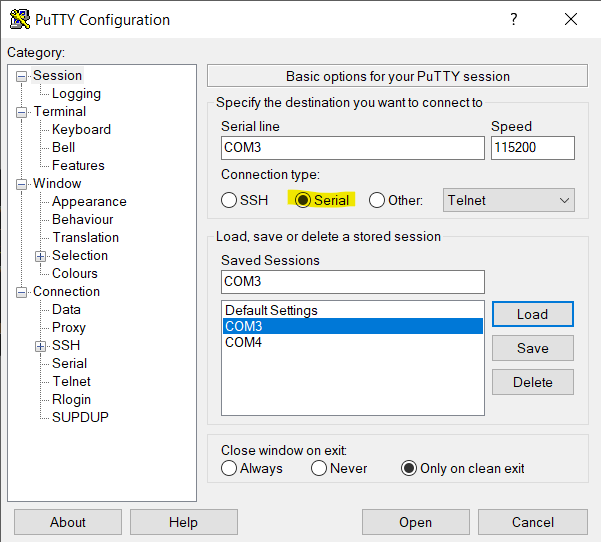 PuTTY Configuration
?
Category:
Session
Logging
Terminal
Keyboard
Bell
Features
Window
Appearance
Behaviour
Translation
Selection
Colours
Connection
Data
Proxy
SSH
Serial
Telnet
Rlogin
SUPDUP
Basic options for your PuTTY session
Specify the destination you want to connect to
Serial line Speed
COM3 115200
Connection type:
SSH Serial Other: Telnet
Load, save or delete a stored session
Saved Sessions
COM3
Default Settings
COM3
COM4
Load
Save
Delete
Close window on exit:
Always Never Only on clean exit
About Help Open Cancel